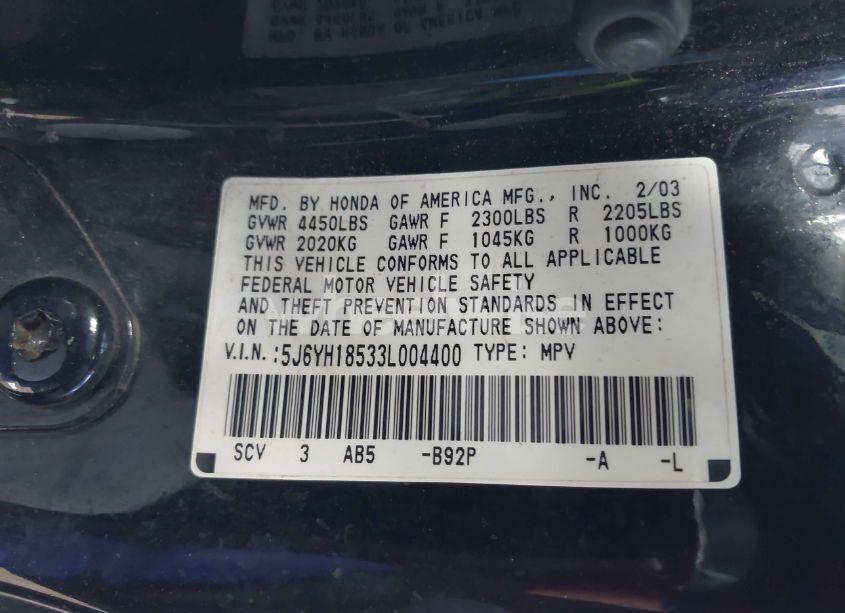 MFD. BY HONDA OF AMERICA MFG., INC. 2/03
GVWR 4450LBS GAWR F 2300LBS R 2205LBS
GVWR 2020KG GAWR F 1045KG R 1000KG
THIS VEHICLE CONFORMS TO ALL APPLICABLE
FEDERAL MOTOR VEHICLE SAFETY
AND THEFT PREVENTION STANDARDS IN EFFECT
ON THE DATE OF MANUFACTURE SHOWN ABOVE:
V.I.N.:5J6YH18533L004400 TYPE: MPV
SCV 3 AB5 -B92P -A -L